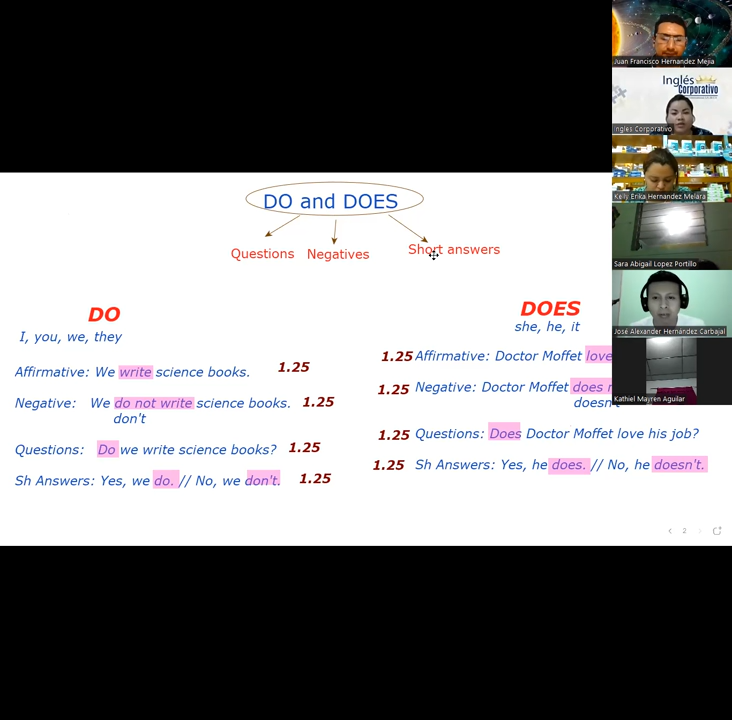 DO and DOES
Questions
Negatives
Short answers
DO
I, you, we, they
Affirmative: We write science books.
1.25
Negative: We do not write science books.
1.25
don't
Questions: Do we write science books?
1.25
Sh Answers: Yes, we do. // No, we don't.
1.25
DOES
she, he, it
1.25 Affirmative: Doctor Moffet love
1.25 Negative: Doctor Moffet does n
doesn't
1.25 Questions: Does Doctor Moffet love his job?
1.25 Sh Answers: Yes, he does. // No, he doesn't.
2
Juan Francisco Hernandez Mejia
Inglés
Corporativo
Ingles Corporativo
Kelly Erika Hernandez Melara
Sara Abigail Lopez Portillo
José Alexander Hernández Carbajal
Kathiel Mayren Aguilar